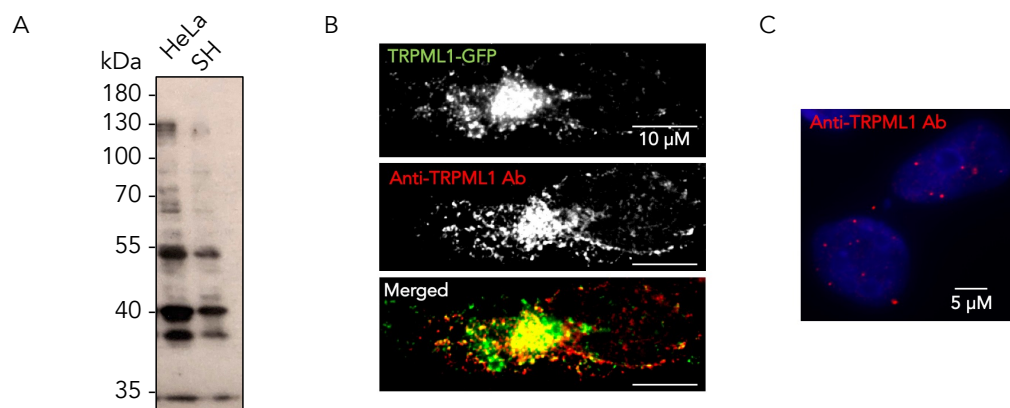 A
HeLa
SH
kDa
180
130
100
70
55
40
35
B
TRPML1-GFP
10 μM
Anti-TRPML1 Ab
Merged
C
Anti-TRPML1 Ab
5 μM